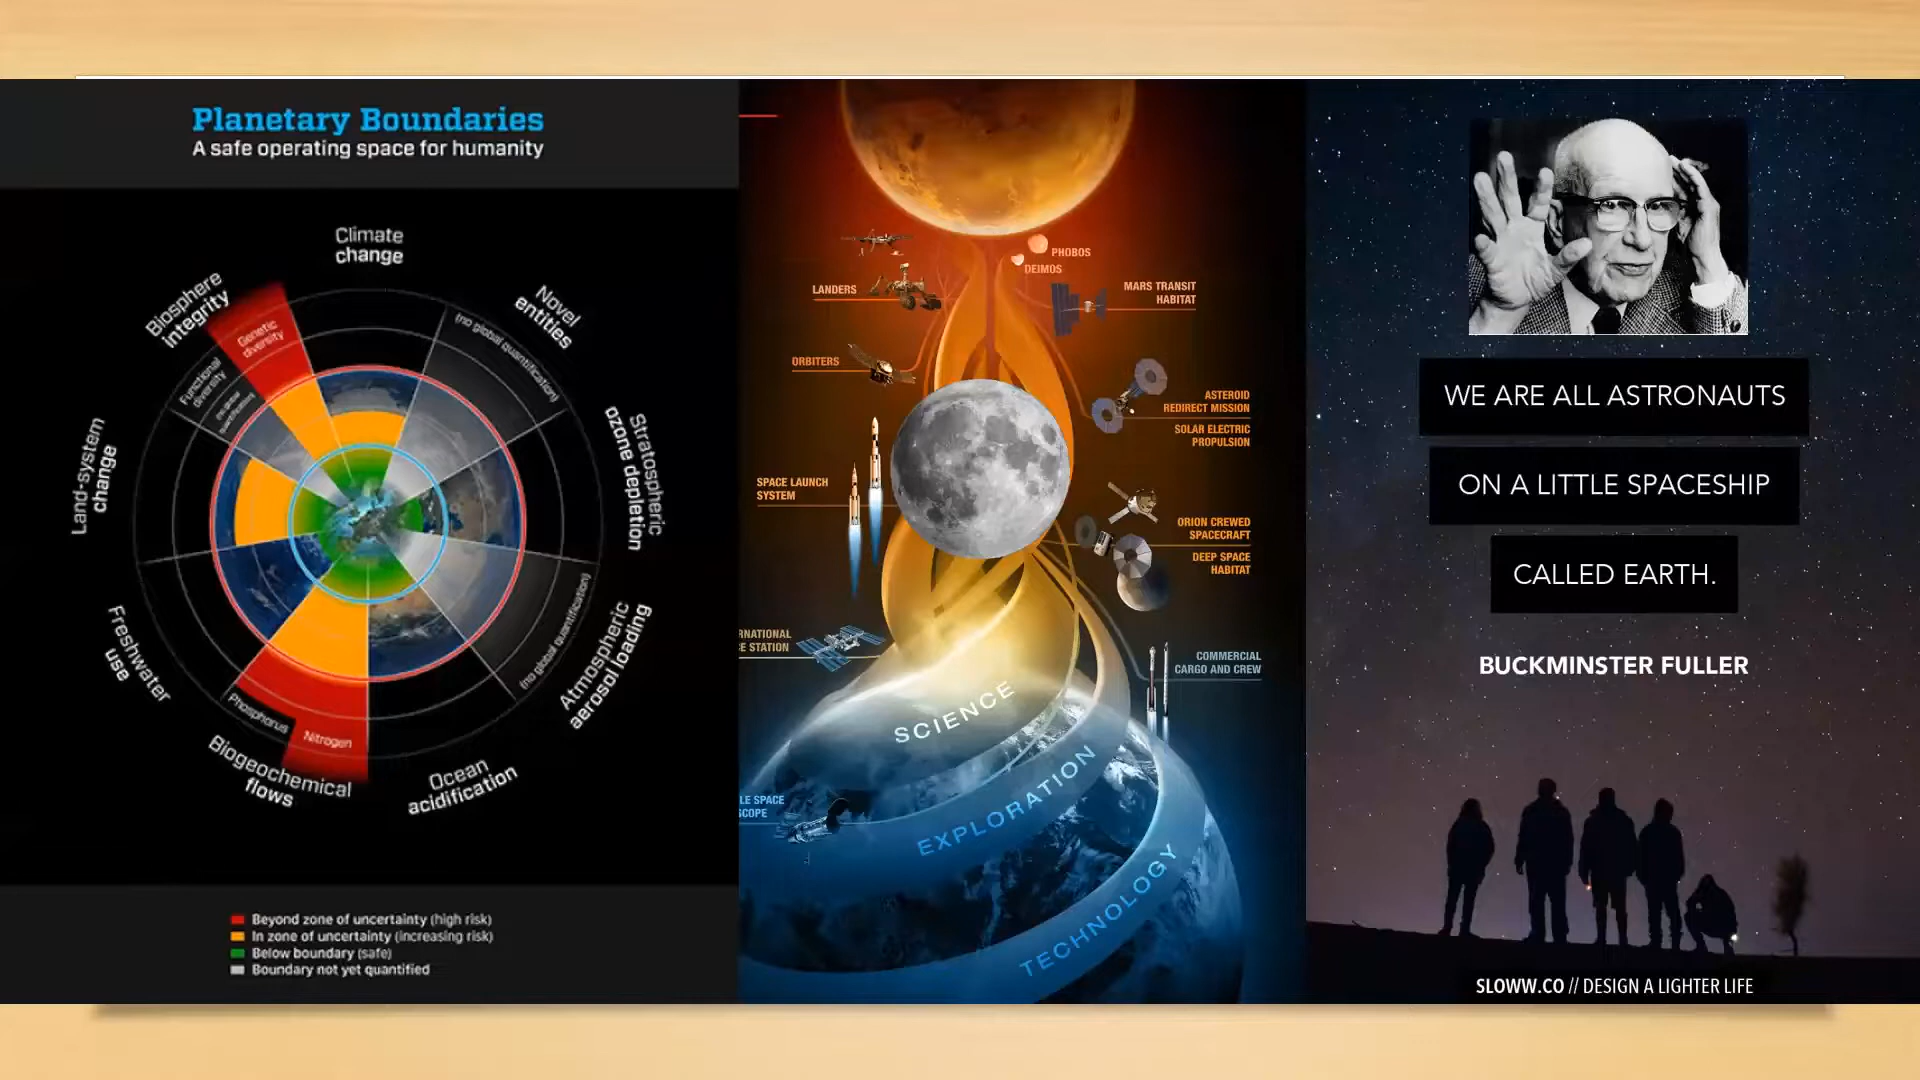 Planetary Boundaries
A safe operating space for humanity
Climate
change
Novel
entities
(no global quantification)
Stratospheric
ozone depletion
Atmospheric
aerosol loading
(no global quantification)
Ocean
acidification
Biogeochemical
flows
Phosphorus
Nitrogen
Freshwater
use
Land-system
change
Biosphere
integrity
Genetic
diversity
Functional
diversity
Beyond zone of uncertainty (high risk)
In zone of uncertainty (increasing risk)
Below boundary (safe)
Boundary not yet quantified
PHOBOS
DEIMOS
LANDERS
MARS TRANSIT
HABITAT
ORBITERS
ASTEROID
REDIRECT MISSION
SOLAR ELECTRIC
PROPULSION
SPACE LAUNCH
SYSTEM
ORION CREWED
SPACECRAFT
DEEP SPACE
HABITAT
RNATIONAL
E STATION
COMMERCIAL
CARGO AND CREW
SCIENCE
EXPLORATION
TECHNOLOGY
LE SPACE
SCOPE
WE ARE ALL ASTRONAUTS
ON A LITTLE SPACESHIP
CALLED EARTH.
BUCKMINSTER FULLER
SLOWW.CO // DESIGN A LIGHTER LIFE